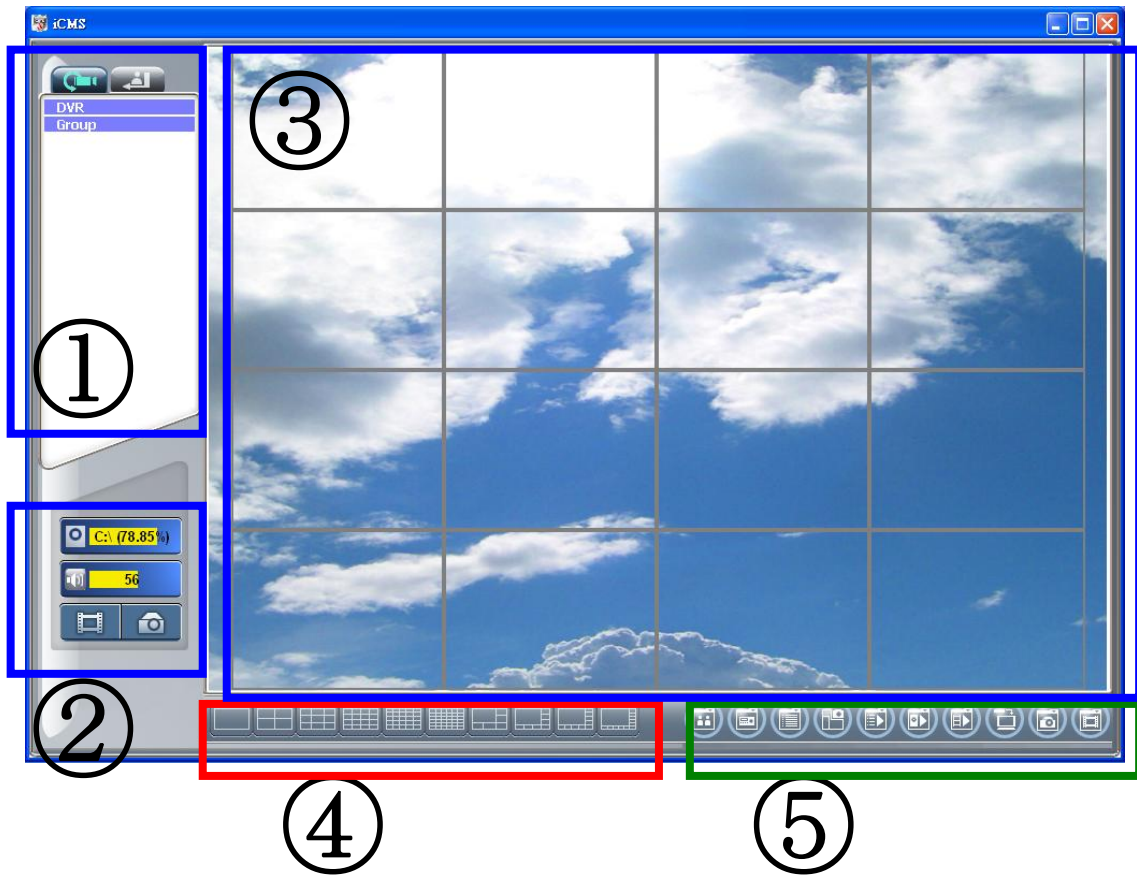 iCMS
DVR
Group
③
①
C:\ (78.85%)
56
②
④
⑤